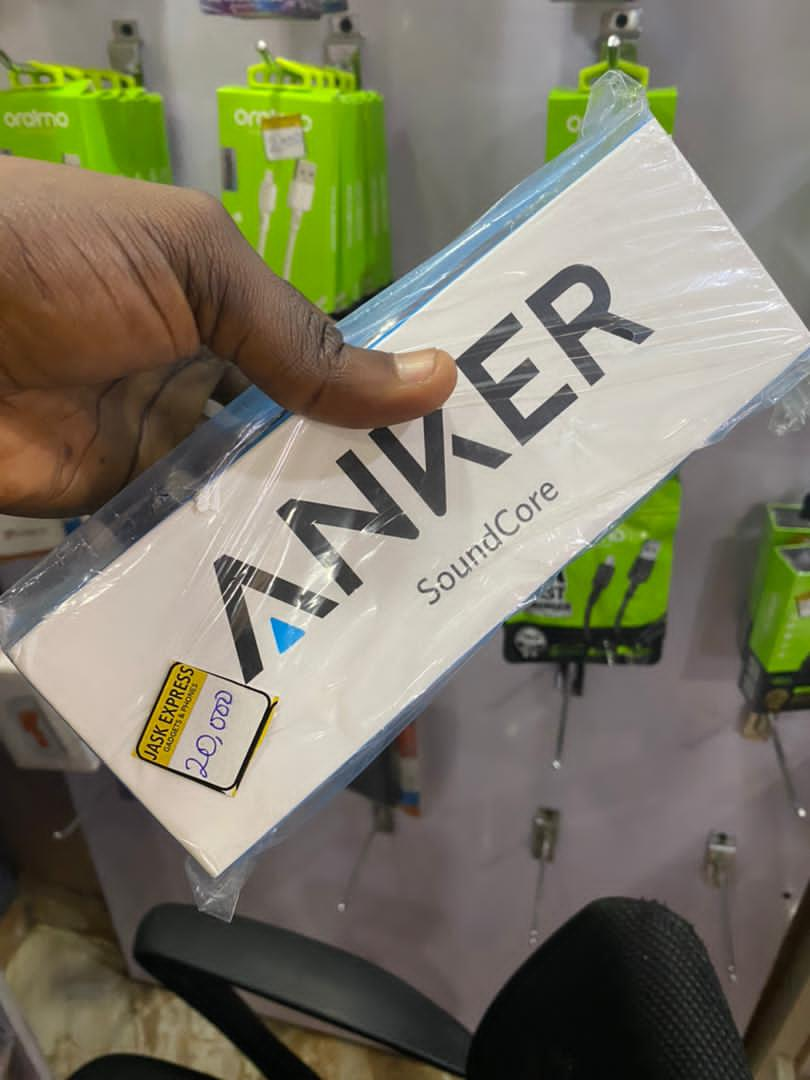 oraimo
oraimo
ANKER
SoundCore
JASK EXPRESS
GADGETS & PHONES
20,000